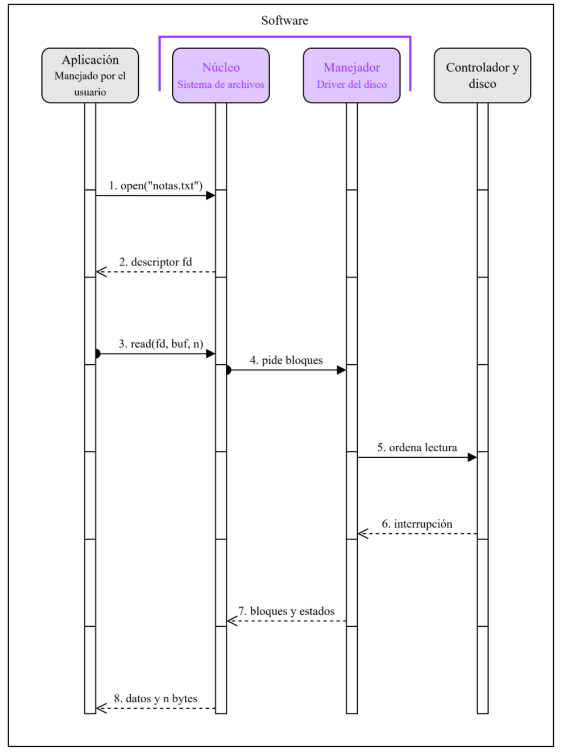 Software
Aplicación
Manejado por el
usuario
Núcleo
Sistema de archivos
Manejador
Driver del disco
Controlador y
disco
1. open("notas.txt")
2. descriptor fd
3. read(fd, buf, n)
4. pide bloques
5. ordena lectura
6. interrupción
7. bloques y estados
8. datos y n bytes